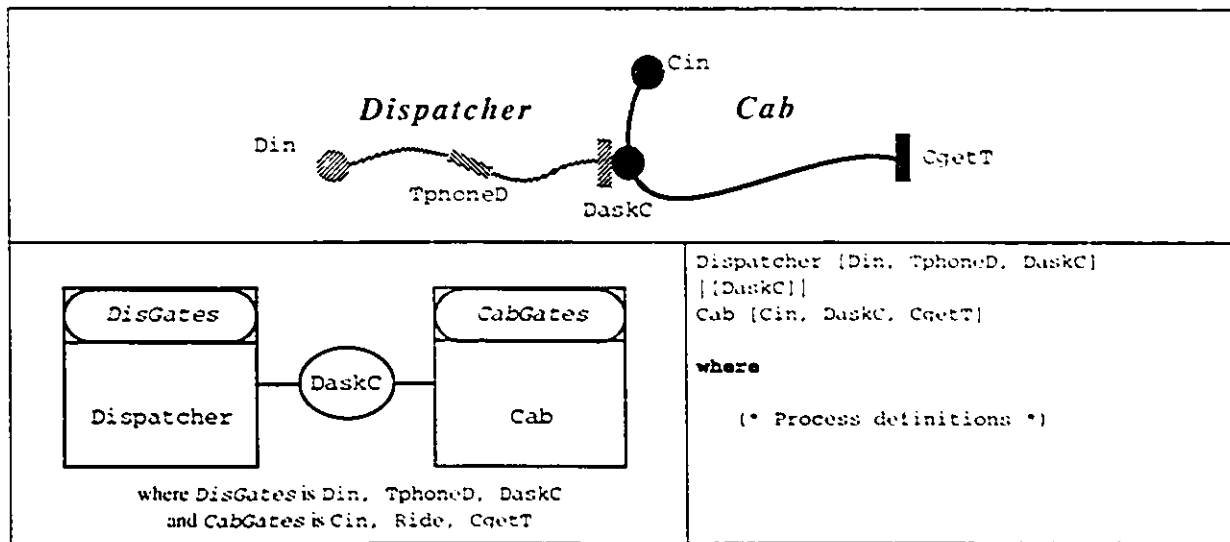 Cin
Dispatcher
Cab
Din
CgetT
TphoneD
DaskC
DisGates
CabGates
DaskC
Dispatcher
Cab
where DisGates is Din, TphoneD, DaskC
and CabGates is Cin, Ride, CgetT
Dispatcher [Din, TphoneD, DaskC]
|[DaskC]|
Cab [Cin, DaskC, CgetT]
where
(* Process definitions *)